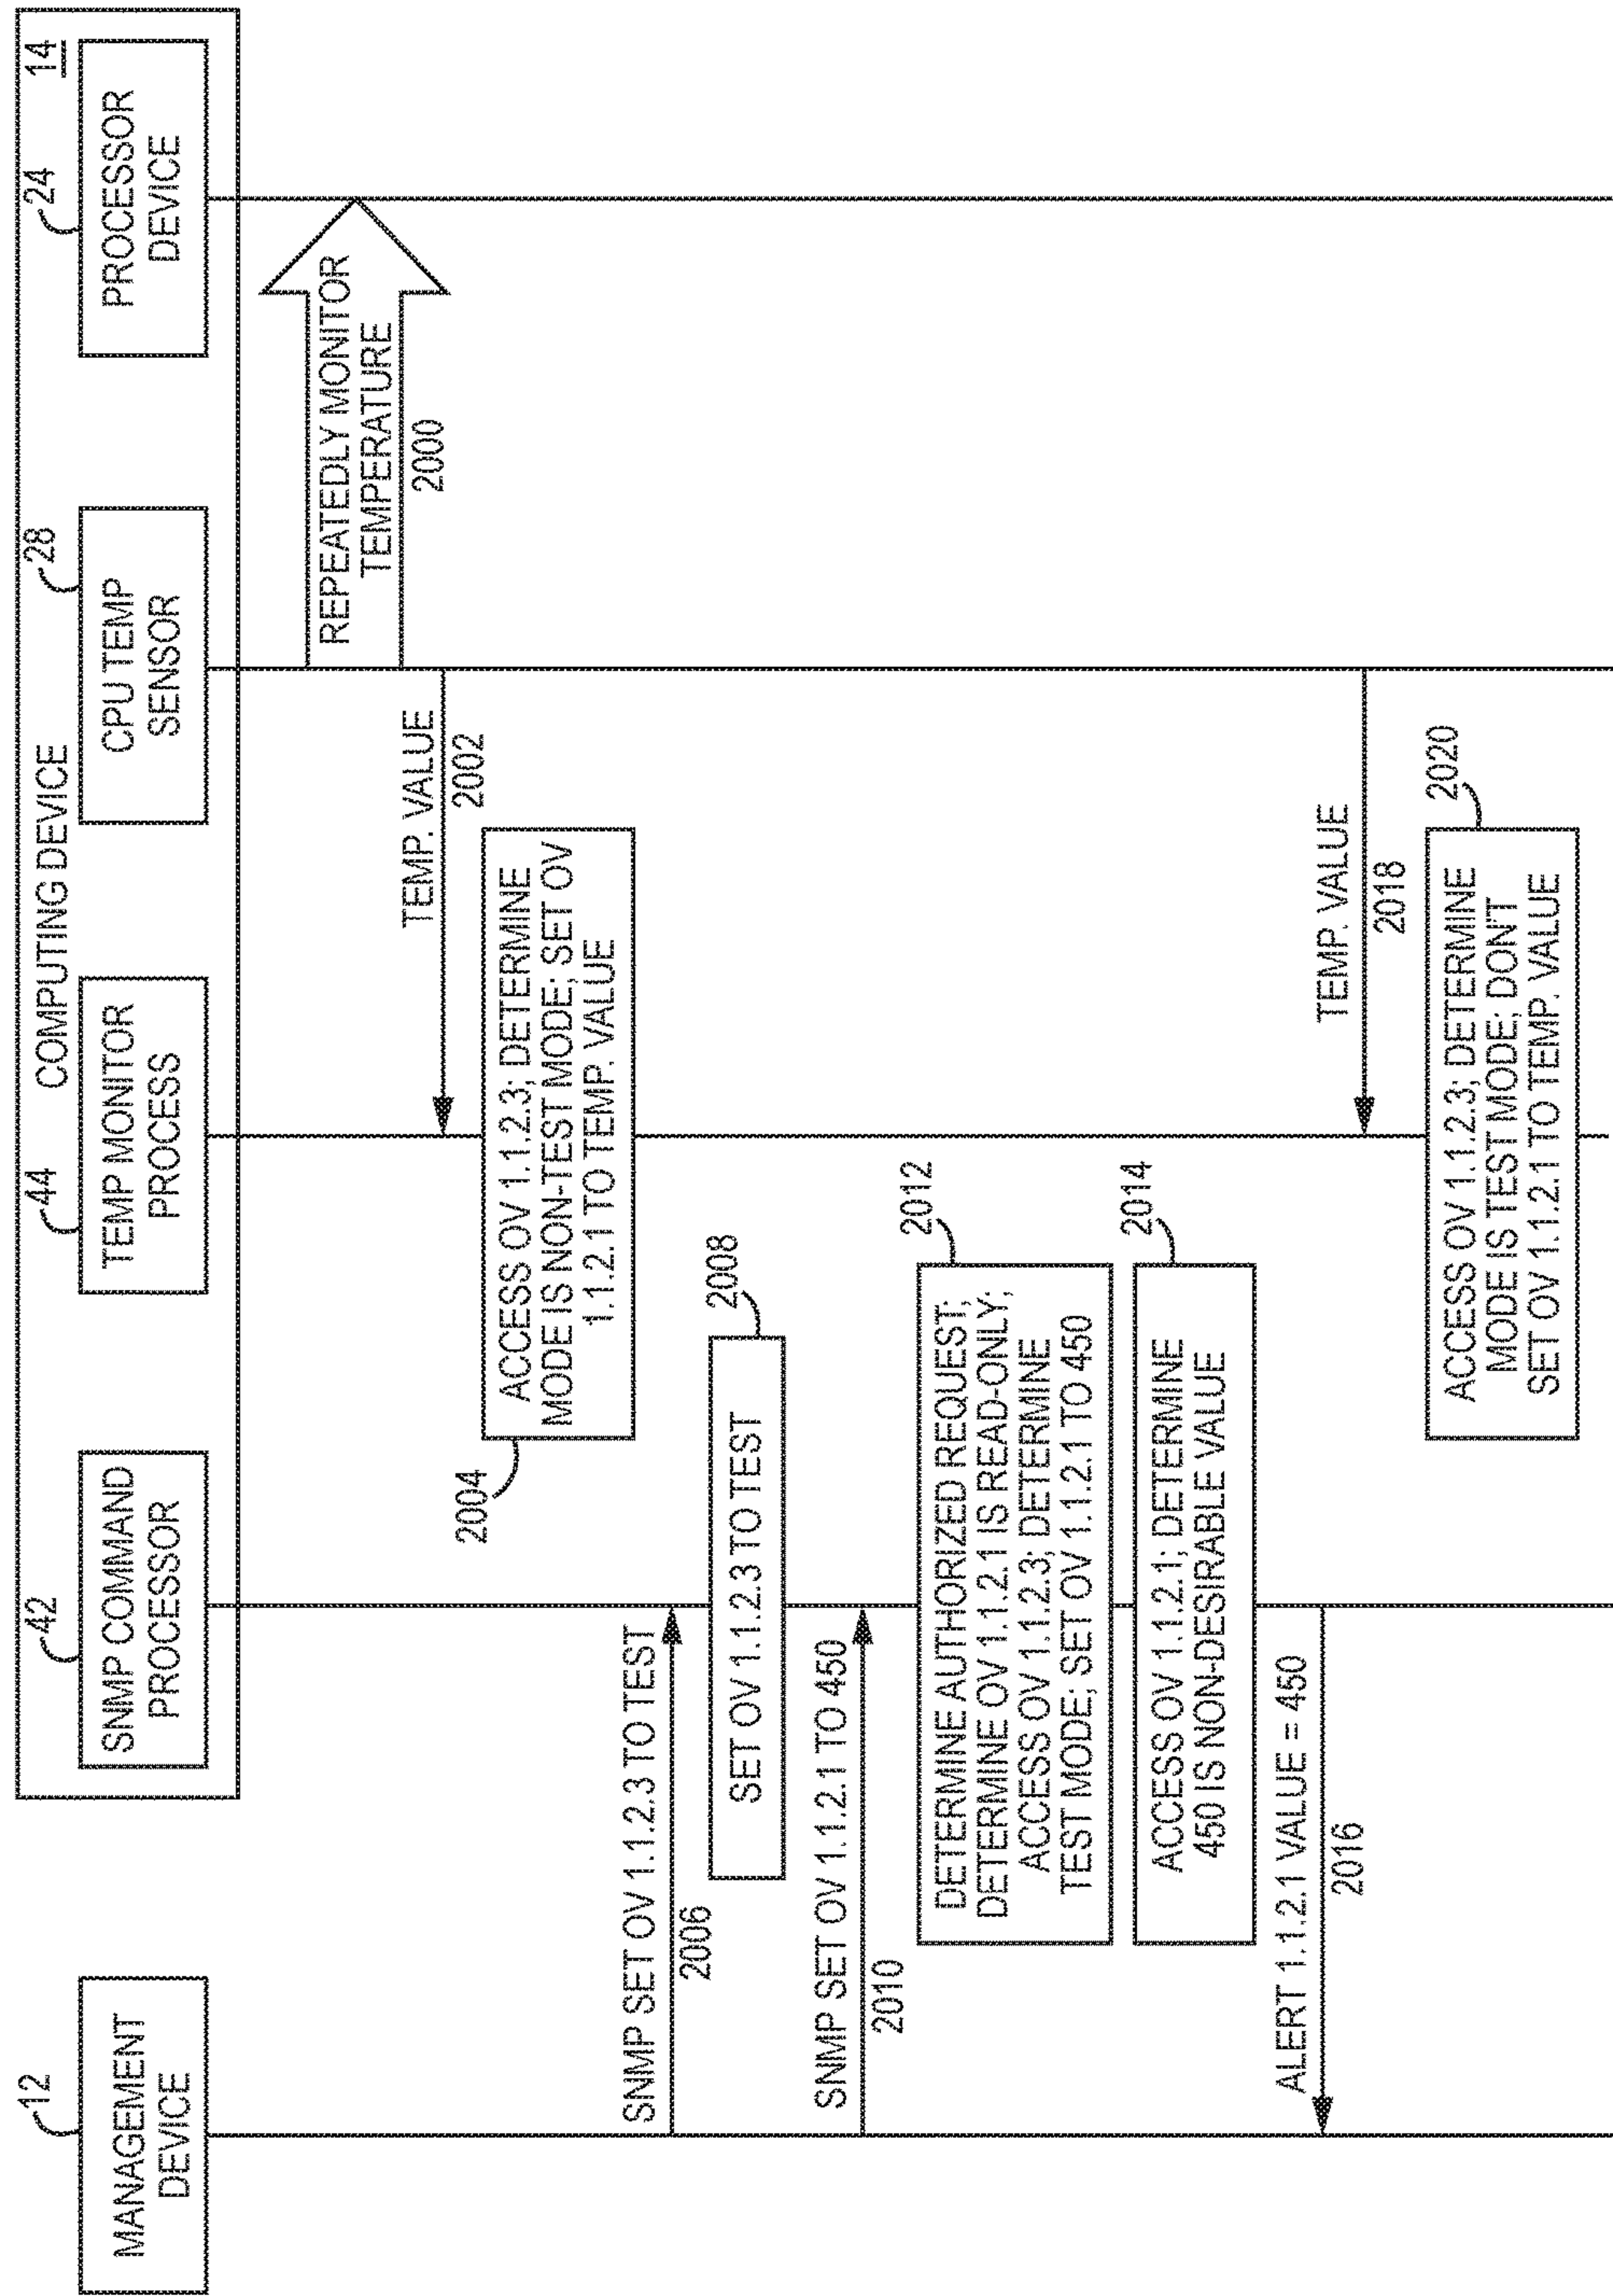 12
MANAGEMENT
DEVICE
COMPUTING DEVICE
14
42
SNMP COMMAND
PROCESSOR
44
TEMP MONITOR
PROCESS
28
CPU TEMP
SENSOR
24
PROCESSOR
DEVICE
REPEATEDLY MONITOR
TEMPERATURE
2000
TEMP. VALUE
2002
2004
ACCESS OV 1.1.2.3; DETERMINE
MODE IS NON-TEST MODE; SET OV
1.1.2.1 TO TEMP. VALUE
SNMP SET OV 1.1.2.3 TO TEST
2006
2008
SET OV 1.1.2.3 TO TEST
SNMP SET OV 1.1.2.1 TO 450
2010
2012
DETERMINE AUTHORIZED REQUEST;
DETERMINE OV 1.1.2.1 IS READ-ONLY;
ACCESS OV 1.1.2.3; DETERMINE
TEST MODE; SET OV 1.1.2.1 TO 450
2014
ACCESS OV 1.1.2.1; DETERMINE
450 IS NON-DESIRABLE VALUE
ALERT 1.1.2.1 VALUE = 450
2016
TEMP. VALUE
2018
2020
ACCESS OV 1.1.2.3; DETERMINE
MODE IS TEST MODE; DON'T
SET OV 1.1.2.1 TO TEMP. VALUE